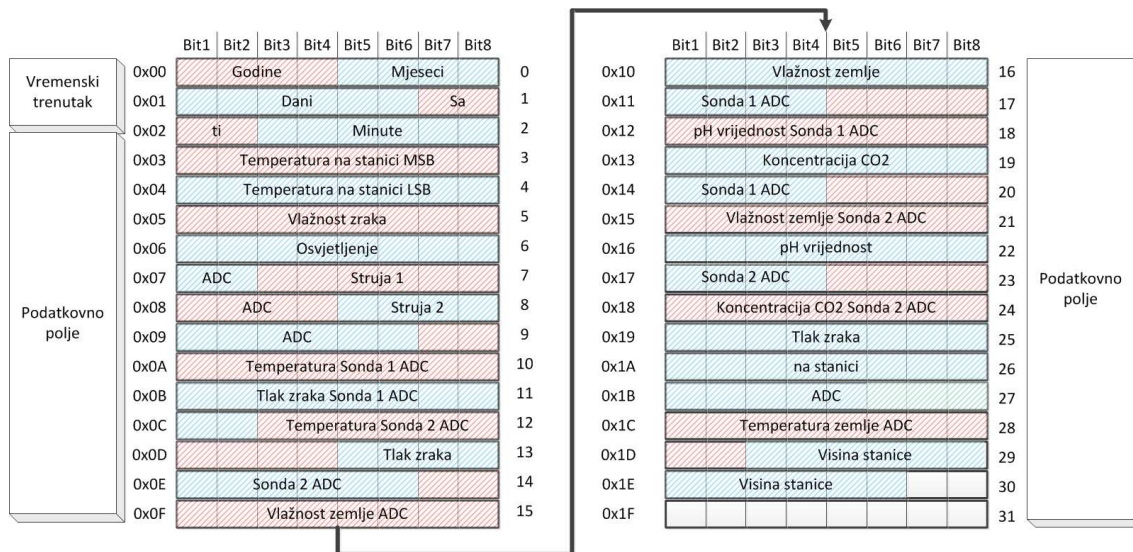 Bit1 Bit2 Bit3 Bit4 Bit5 Bit6 Bit7 Bit8
Vremenski
trenutak
Podatkovno
polje
0x00 Godine Mjeseci 0
0x01 Dani Sa 1
0x02 ti Minute 2
0x03 Temperatura na stanici MSB 3
0x04 Temperatura na stanici LSB 4
0x05 Vlažnost zraka 5
0x06 Osvjetljenje 6
0x07 ADC Struja 1 7
0x08 ADC Struja 2 8
0x09 ADC 9
0x0A Temperatura Sonda 1 ADC 10
0x0B Tlak zraka Sonda 1 ADC 11
0x0C Temperatura Sonda 2 ADC 12
0x0D Tlak zraka 13
0x0E Sonda 2 ADC 14
0x0F Vlažnost zemlje ADC 15
Bit1 Bit2 Bit3 Bit4 Bit5 Bit6 Bit7 Bit8
0x10 Vlažnost zemlje 16
0x11 Sonda 1 ADC 17
0x12 pH vrijednost Sonda 1 ADC 18
0x13 Koncentracija CO2 19
0x14 Sonda 1 ADC 20
0x15 Vlažnost zemlje Sonda 2 ADC 21
0x16 pH vrijednost 22
0x17 Sonda 2 ADC 23
0x18 Koncentracija CO2 Sonda 2 ADC 24
0x19 Tlak zraka 25
0x1A na stanici 26
0x1B ADC 27
0x1C Temperatura zemlje ADC 28
0x1D Visina stanice 29
0x1E Visina stanice 30
0x1F 31
Podatkovno
polje